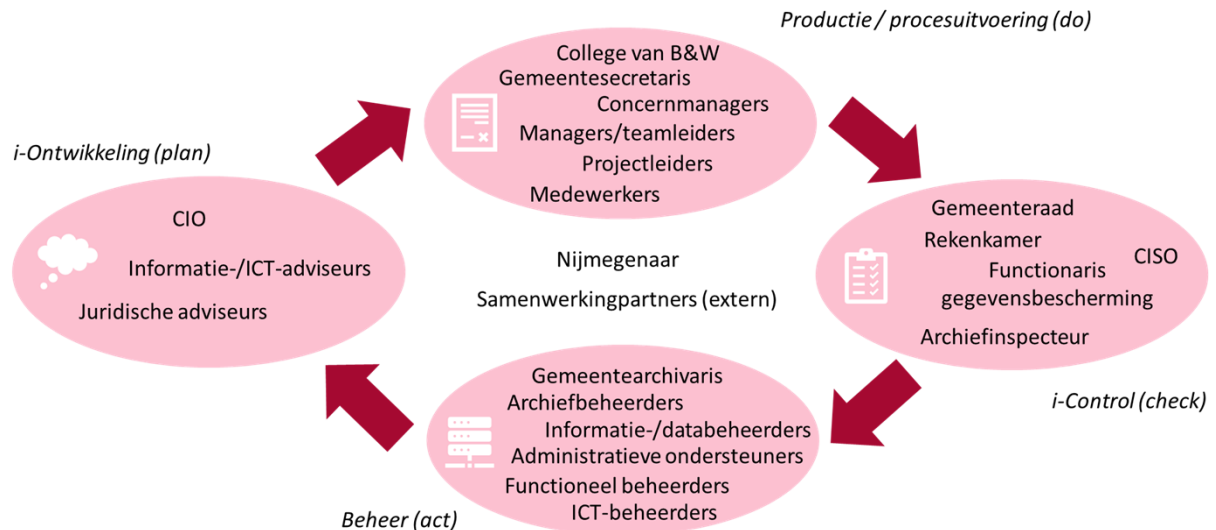 Productie / procesuitvoering (do)
College van B&W
Gemeentesecretaris
Concernmanagers
Managers/teamleiders
Projectleiders
Medewerkers
i-Ontwikkeling (plan)
CIO
Informatie-/ICT-adviseurs
Juridische adviseurs
Nijmegenaar
Samenwerkingpartners (extern)
Gemeenteraad
Rekenkamer
CISO
Functionaris
gegevensbescherming
Archiefinspecteur
i-Control (check)
Gemeentearchivaris
Archiefbeheerders
Informatie-/databeheerders
Administratieve ondersteuners
Functioneel beheerders
ICT-beheerders
Beheer (act)